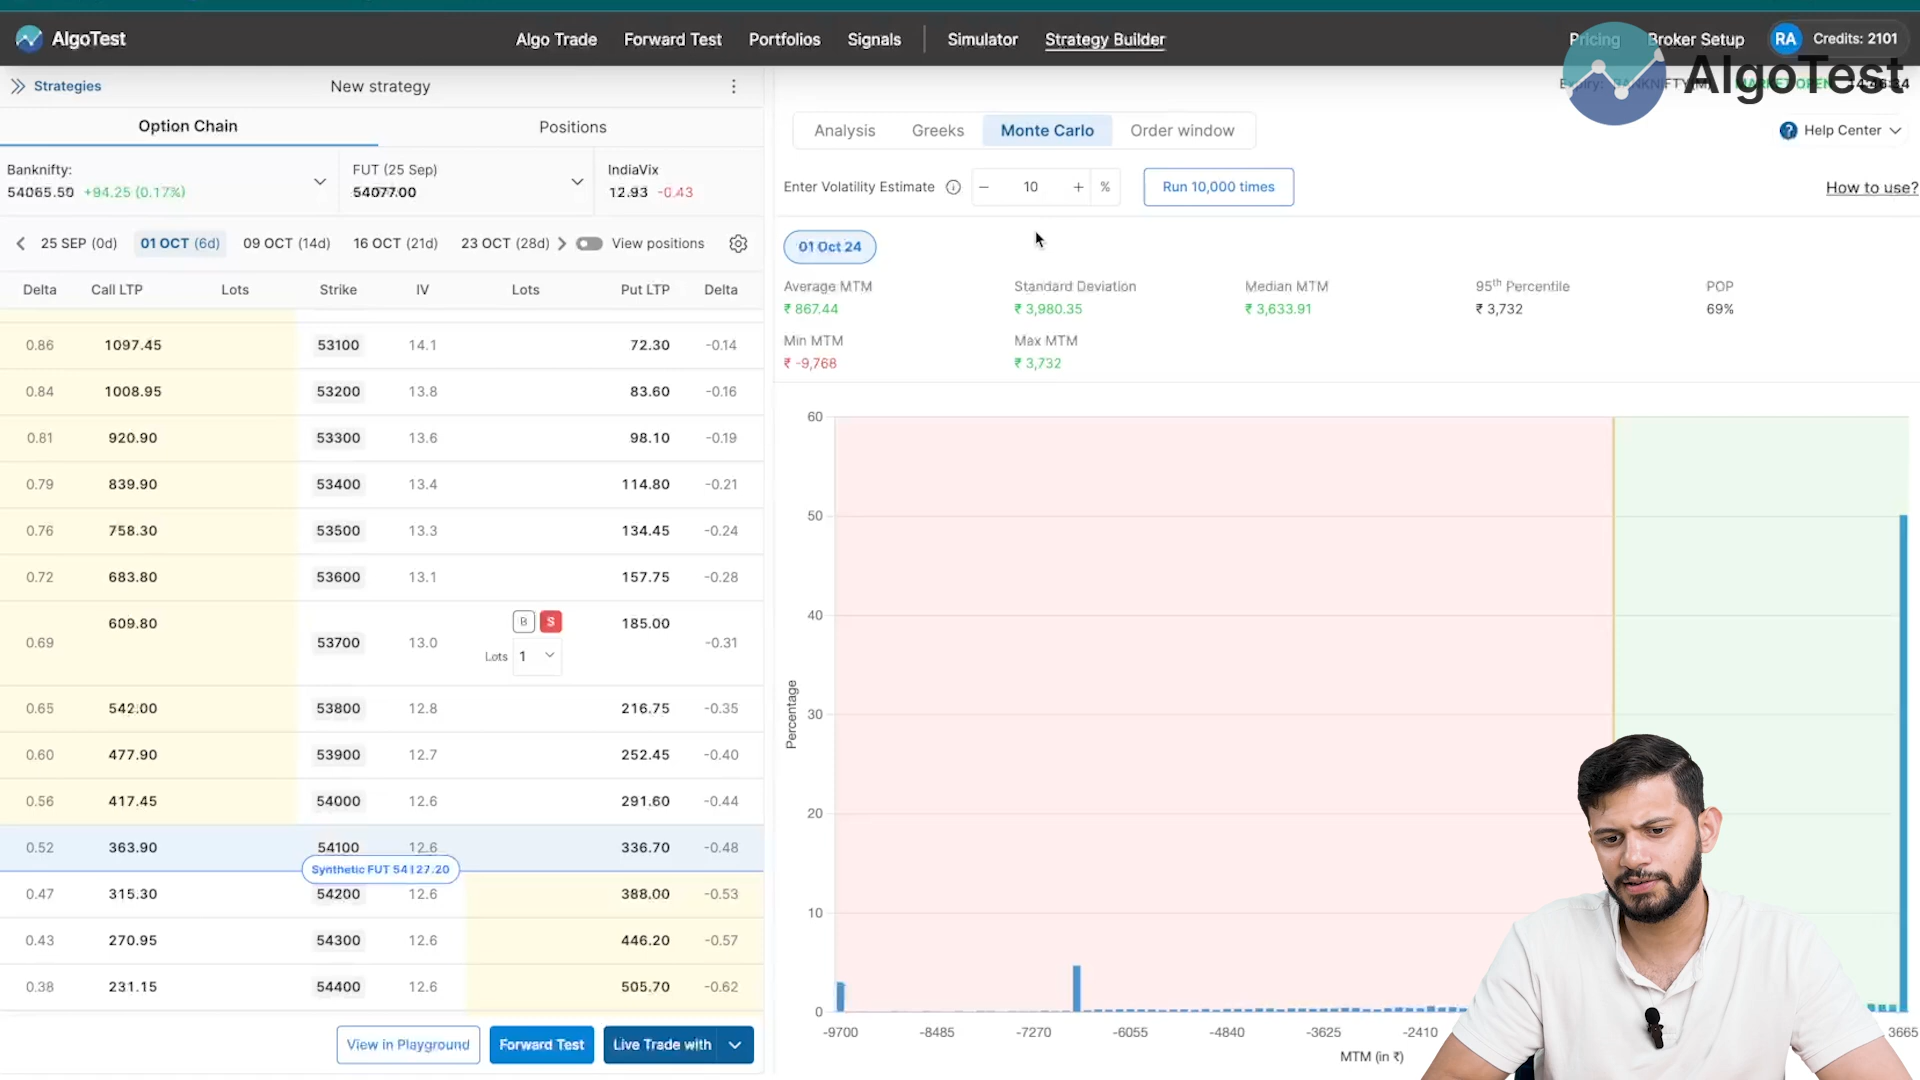 AlgoTest
Algo Trade Forward Test Portfolios Signals Simulator Strategy Builder Pricing Broker Setup RA Credits: 2101
AlgoTest
Strategies New strategy
Option Chain Positions
Analysis Greeks Monte Carlo Order window
Help Center
Banknifty: FUT (25 Sep) IndiaVix
54065.50 +94.25 (0.17%) 54077.00 12.93 -0.43
Enter Volatility Estimate 10 % Run 10,000 times How to use?
25 SEP (0d) 01 OCT (6d) 09 OCT (14d) 16 OCT (21d) 23 OCT (28d) View positions
01 Oct 24
Delta Call LTP Lots Strike IV Lots Put LTP Delta
0.86 1097.45 53100 14.1 72.30 -0.14
0.84 1008.95 53200 13.8 83.60 -0.16
0.81 920.90 53300 13.6 98.10 -0.19
0.79 839.90 53400 13.4 114.80 -0.21
0.76 758.30 53500 13.3 134.45 -0.24
0.72 683.80 53600 13.1 157.75 -0.28
0.69 609.80 53700 13.0 B S 185.00 -0.31
Lots 1
0.65 542.00 53800 12.8 216.75 -0.35
0.60 477.90 53900 12.7 252.45 -0.40
0.56 417.45 54000 12.6 291.60 -0.44
0.52 363.90 54100 12.6 336.70 -0.48
Synthetic FUT 54127.20
0.47 315.30 54200 12.6 388.00 -0.53
0.43 270.95 54300 12.6 446.20 -0.57
0.38 231.15 54400 12.6 505.70 -0.62
View in Playground Forward Test Live Trade with
Average MTM Standard Deviation Median MTM 95th Percentile POP
₹ 867.44 ₹ 3,980.35 ₹ 3,633.91 ₹ 3,732 69%
Min MTM Max MTM
₹ -9,768 ₹ 3,732
60
50
40
30
20
10
0
Percentage
-9700 -8485 -7270 -6055 -4840 -3625 -2410 3665
MTM (in ₹)